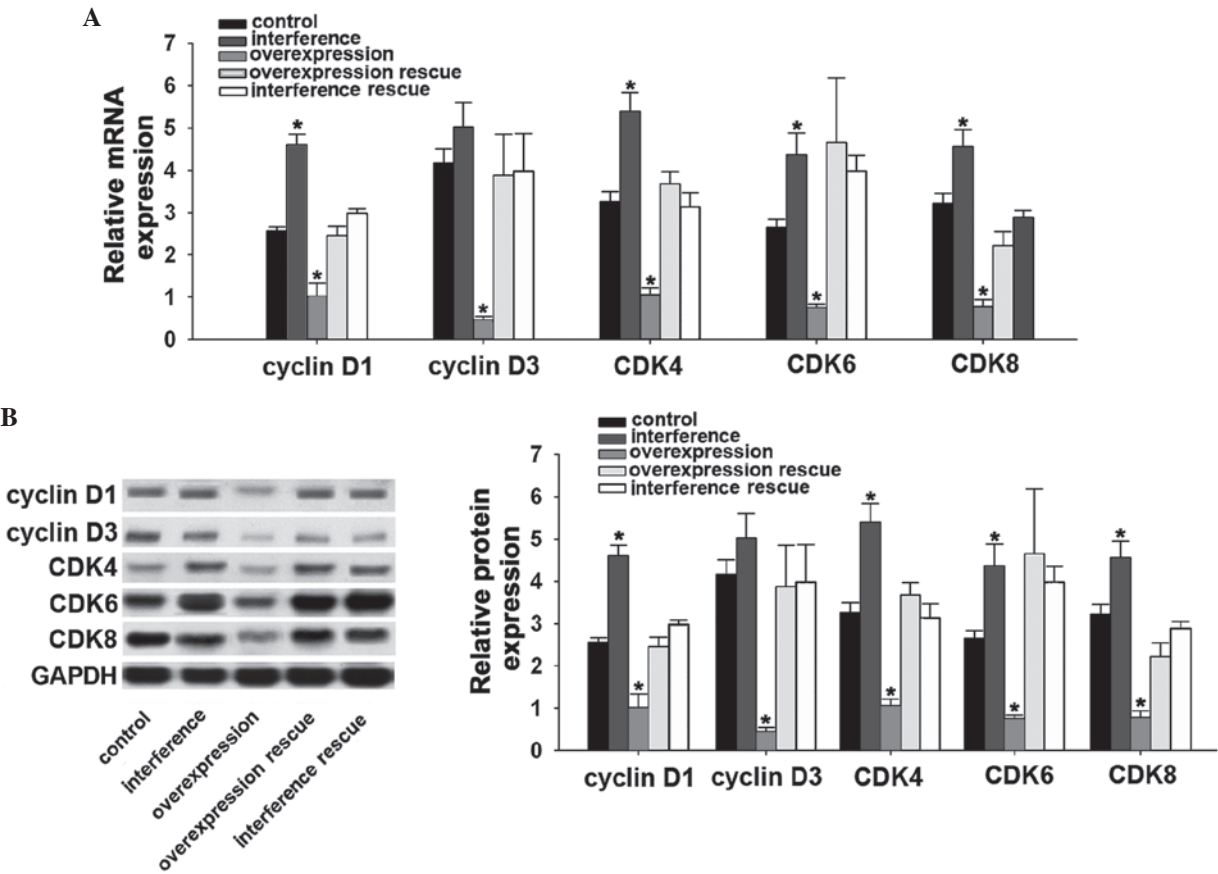 A
control
interference
overexpression
overexpression rescue
interference rescue
Relative mRNA
expression
7
6
5
4
3
2
1
0
* * * * * * * * *
cyclin D1 cyclin D3 CDK4 CDK6 CDK8
B
cyclin D1
cyclin D3
CDK4
CDK6
CDK8
GAPDH
control
interference
overexpression
overexpression rescue
interference rescue
control
interference
overexpression
overexpression rescue
interference rescue
Relative protein
expression
7
6
5
4
3
2
1
0
* * * * * * * * *
cyclin D1 cyclin D3 CDK4 CDK6 CDK8